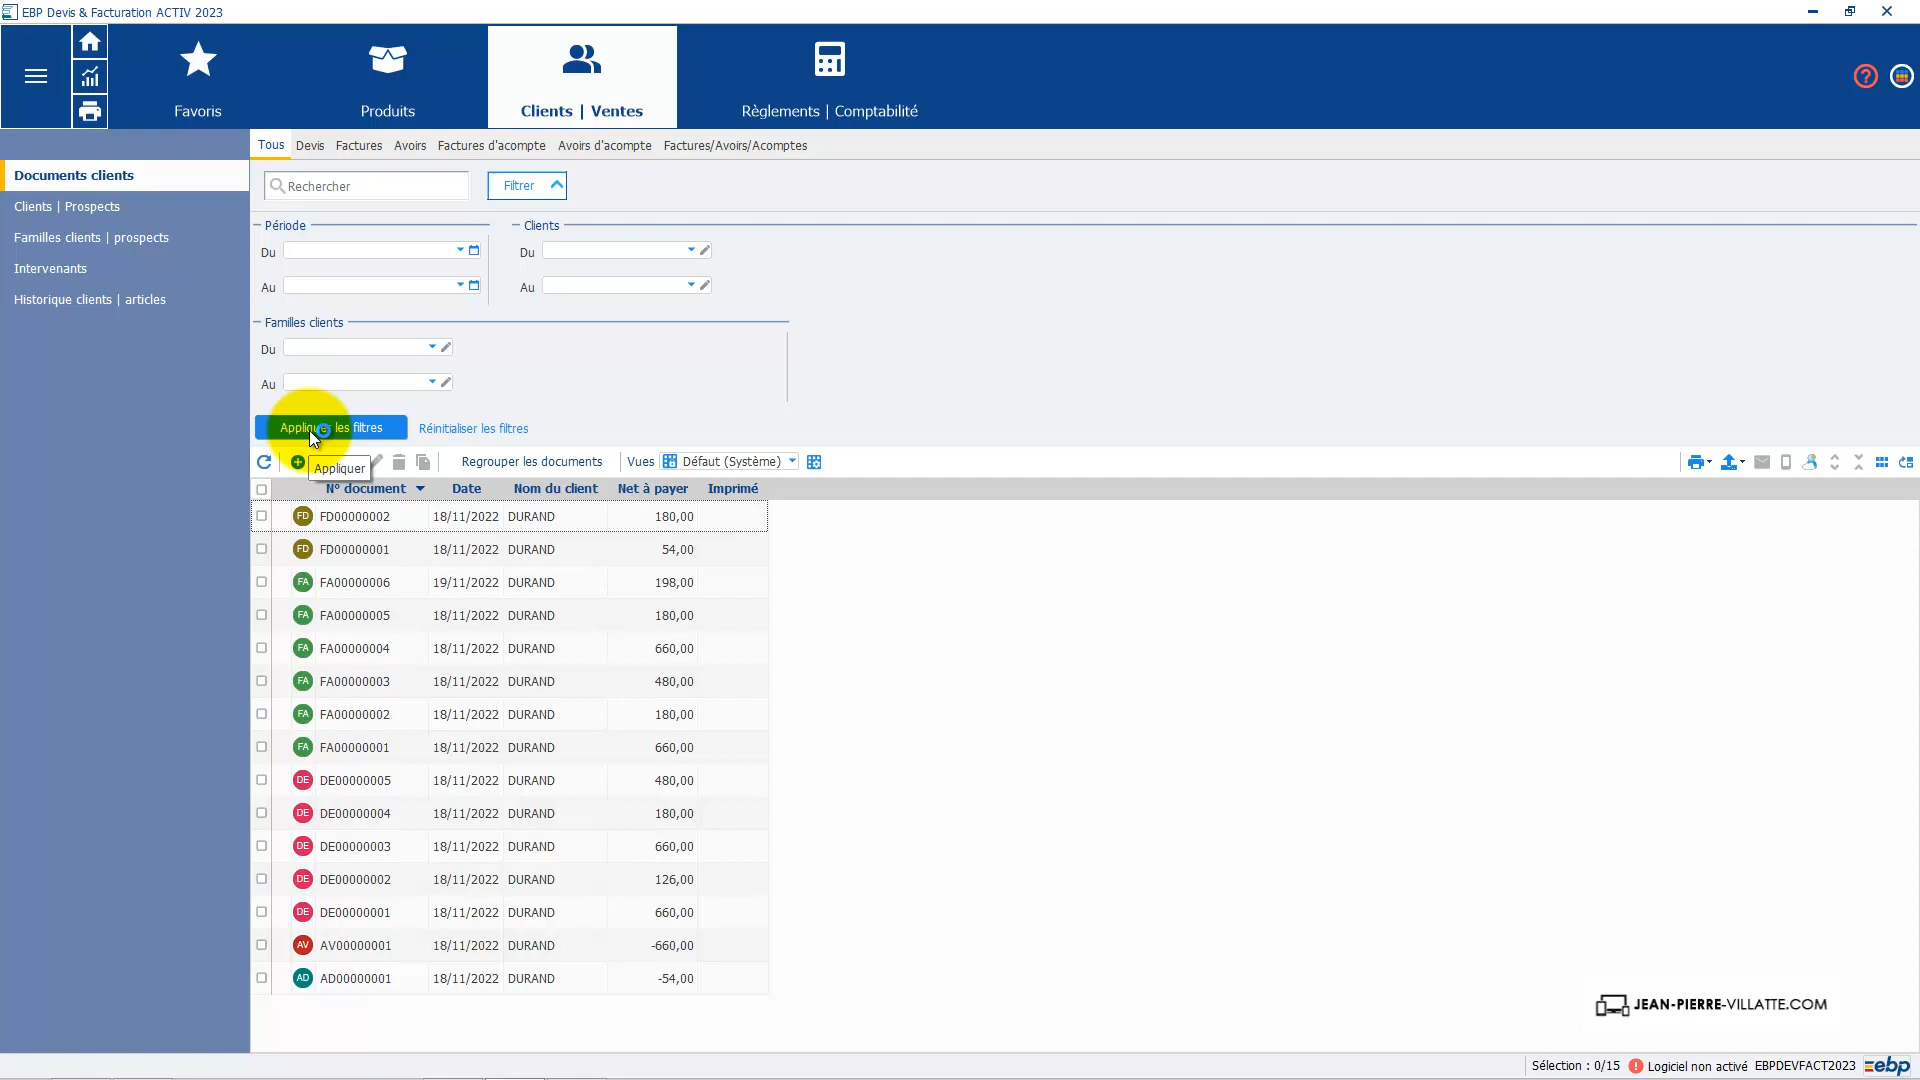 EBP Devis & Facturation ACTIV 2023
Favoris
Produits
Clients | Ventes
Règlements | Comptabilité
?
Documents clients
Clients | Prospects
Familles clients | prospects
Intervenants
Historique clients | articles
Tous Devis Factures Avoirs Factures d'acompte Avoirs d'acompte Factures/Avoirs/Acomptes
Rechercher
Filtrer
Période
Clients
Du
Du
Au
Au
Familles clients
Du
Au
Appliquer les filtres
Réinitialiser les filtres
Appliquer
Regrouper les documents
Vues
Défaut (Système)
N° document Date Nom du client Net à payer Imprimé
FD FD00000002 18/11/2022 DURAND 180,00
FD FD00000001 18/11/2022 DURAND 54,00
FA FA00000006 19/11/2022 DURAND 198,00
FA FA00000005 18/11/2022 DURAND 180,00
FA FA00000004 18/11/2022 DURAND 660,00
FA FA00000003 18/11/2022 DURAND 480,00
FA FA00000002 18/11/2022 DURAND 180,00
FA FA00000001 18/11/2022 DURAND 660,00
DE DE00000005 18/11/2022 DURAND 480,00
DE DE00000004 18/11/2022 DURAND 180,00
DE DE00000003 18/11/2022 DURAND 660,00
DE DE00000002 18/11/2022 DURAND 126,00
DE DE00000001 18/11/2022 DURAND 660,00
AV AV00000001 18/11/2022 DURAND -660,00
AD AD00000001 18/11/2022 DURAND -54,00
JEAN-PIERRE-VILLATTE.COM
Sélection : 0/15
Logiciel non activé
EBPDEVFACT2023
ebp